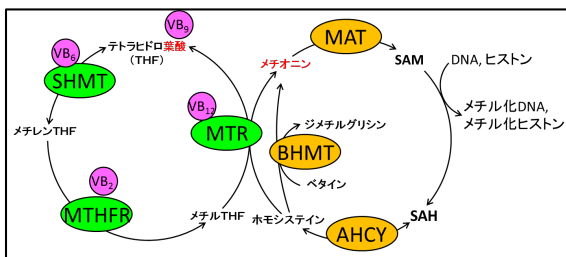 VB9
VB6
テトラヒドロ葉酸
(THF)
SHMT
メチオニン
MAT
SAM
DNA, ヒストン
VB12
MTR
メチレンTHF
ジメチルグリシン
メチル化DNA,
メチル化ヒストン
BHMT
VB2
ベタイン
MTHFR
メチルTHF
ホモシステイン
AHCY
SAH